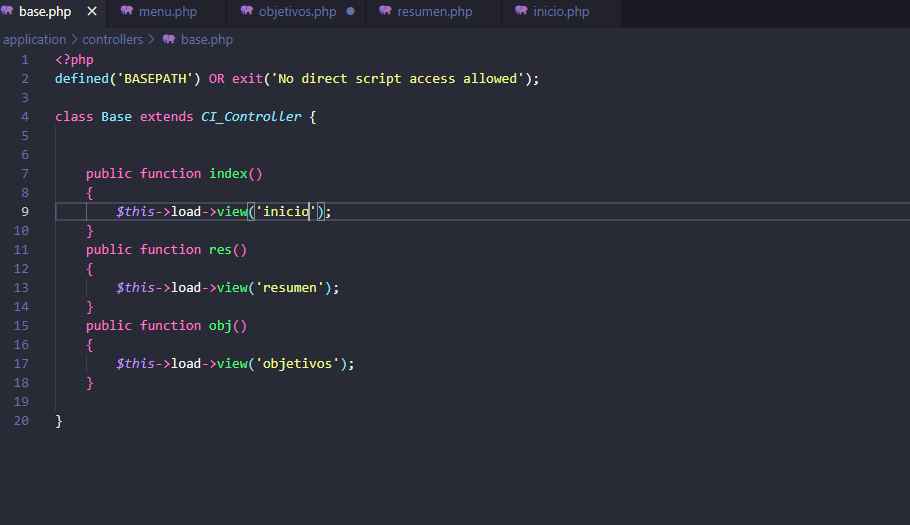 base.php
menu.php
objetivos.php
resumen.php
inicio.php
application > controllers > base.php
1 <?php
2 defined('BASEPATH') OR exit('No direct script access allowed');
3
4 class Base extends CI_Controller {
5
6
7 public function index()
8 {
9 $this->load->view('inicio');
10 }
11 public function res()
12 {
13 $this->load->view('resumen');
14 }
15 public function obj()
16 {
17 $this->load->view('objetivos');
18 }
19
20 }